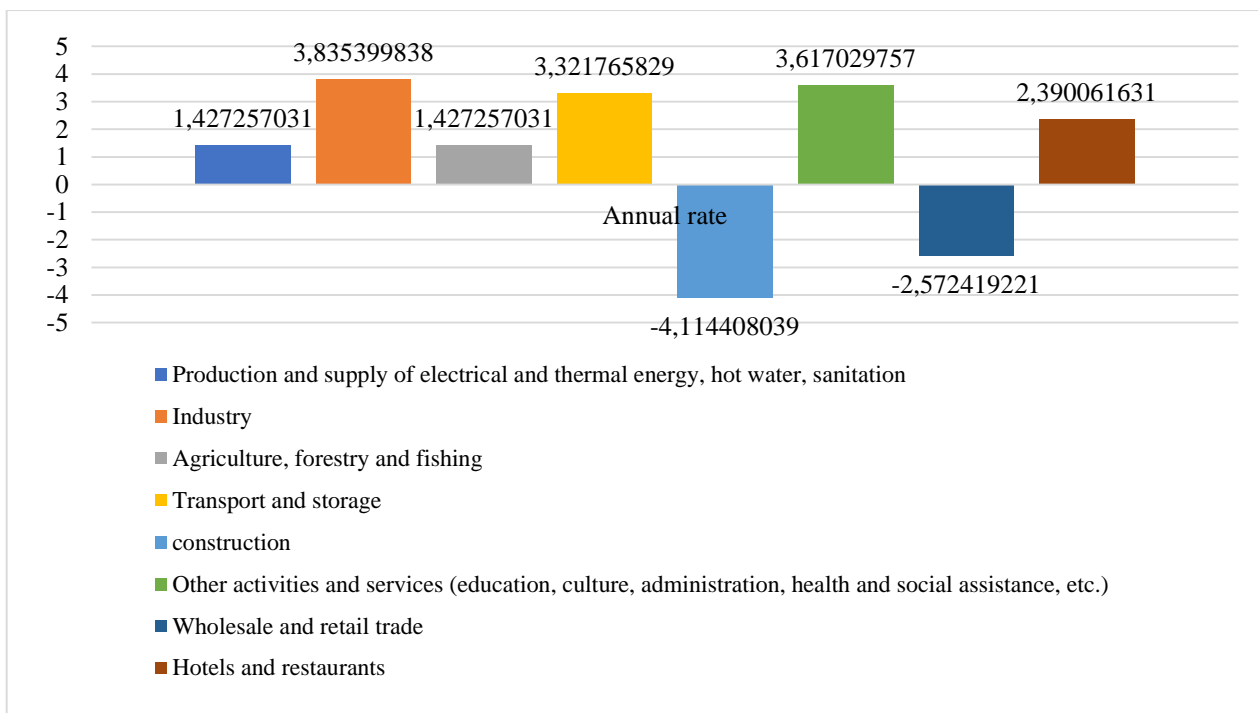 5
4
3
2
1
0
-1
-2
-3
-4
-5
1,427257031
3,835399838
1,427257031
3,321765829
-4,114408039
3,617029757
-2,572419221
2,390061631
Annual rate
Production and supply of electrical and thermal energy, hot water, sanitation
Industry
Agriculture, forestry and fishing
Transport and storage
construction
Other activities and services (education, culture, administration, health and social assistance, etc.)
Wholesale and retail trade
Hotels and restaurants